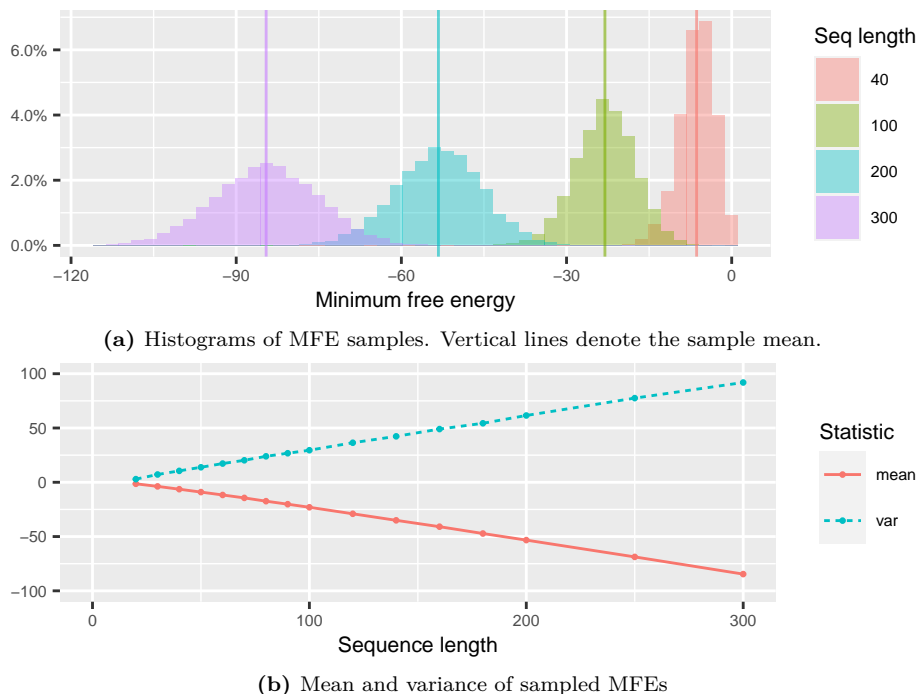 6.0%
4.0%
2.0%
0.0%
−120
−90
−60
−30
0
Minimum free energy
Seq length
40
100
200
300
(a) Histograms of MFE samples. Vertical lines denote the sample mean.
100
50
0
−50
−100
0
100
200
300
Sequence length
Statistic
mean
var
(b) Mean and variance of sampled MFEs